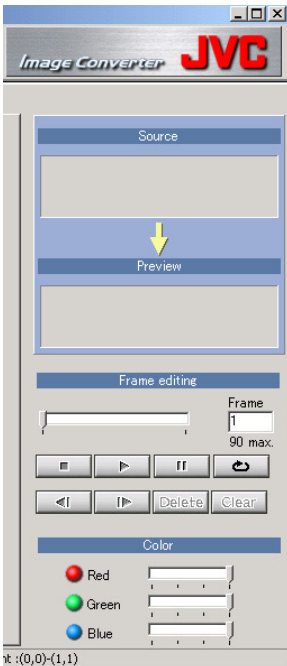 Image Converter JVC
Source
Preview
Frame editing
Frame
1
90 max.
Delete Clear
Color
Red
Green
Blue
nt :(0,0)-(1,1)